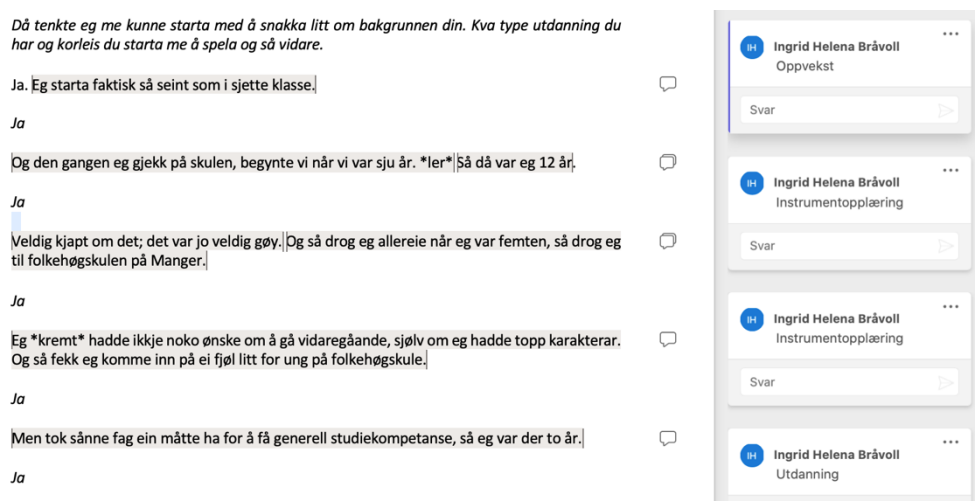 Då tenkte eg me kunne starta med å snakka litt om bakgrunnen din. Kva type utdanning du
har og korleis du starta me å spela og så vidare.
Ja. Eg starta faktisk så seint som i sjette klasse.
Ja
Og den gangen eg gjekk på skulen, begynte vi når vi var sju år. *ler* Så då var eg 12 år.
Ja
Veldig kjapt om det; det var jo veldig gøy. Og så drog eg allereie når eg var femten, så drog eg
til folkehøgskulen på Manger.
Ja
Eg *kremt* hadde ikkje noko ønske om å gå vidaregåande, sjølv om eg hadde topp karakterar.
Og så fekk eg komme inn på ei fjøl litt for ung på folkehøgskule.
Ja
Men tok sånne fag ein måtte ha for å få generell studiekompetanse, så eg var der to år.
Ja
IH Ingrid Helena Bråvoll
Oppvekst
Svar
IH Ingrid Helena Bråvoll
Instrumentopplæring
Svar
IH Ingrid Helena Bråvoll
Instrumentopplæring
Svar
IH Ingrid Helena Bråvoll
Utdanning